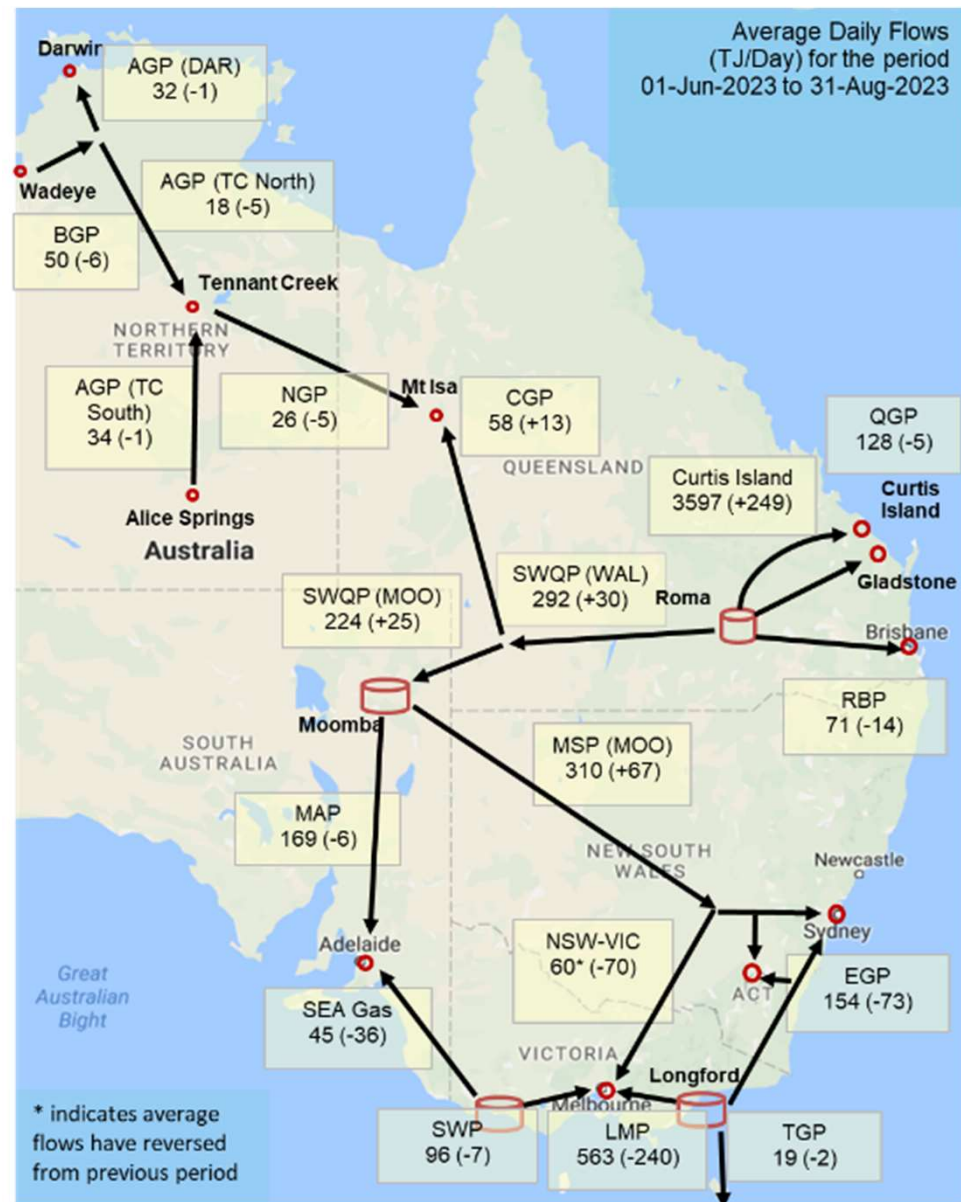 Average Daily Flows
(TJ/Day) for the period
01-Jun-2023 to 31-Aug-2023
Darwin
AGP (DAR)
32 (-1)
Wadeye
AGP (TC North)
18 (-5)
BGP
50 (-6)
Tennant Creek
NORTHERN
TERRITORY
AGP (TC
South)
34 (-1)
NGP
26 (-5)
Mt Isa
CGP
58 (+13)
QGP
128 (-5)
QUEENSLAND
Curtis Island
3597 (+249)
Curtis
Island
Alice Springs
Australia
Gladstone
SWQP (MOO)
224 (+25)
SWQP (WAL)
292 (+30)
Roma
Brisbane
Moomba
RBP
71 (-14)
SOUTH
AUSTRALIA
MSP (MOO)
310 (+67)
MAP
169 (-6)
NEW SOUTH
WALES
Newcastle
Sydney
Adelaide
NSW-VIC
60* (-70)
ACT
EGP
154 (-73)
Great
Australian
Bight
SEA Gas
45 (-36)
VICTORIA
Longford
Melbourne
SWP
96 (-7)
LMP
563 (-240)
TGP
19 (-2)
* indicates average
flows have reversed
from previous period